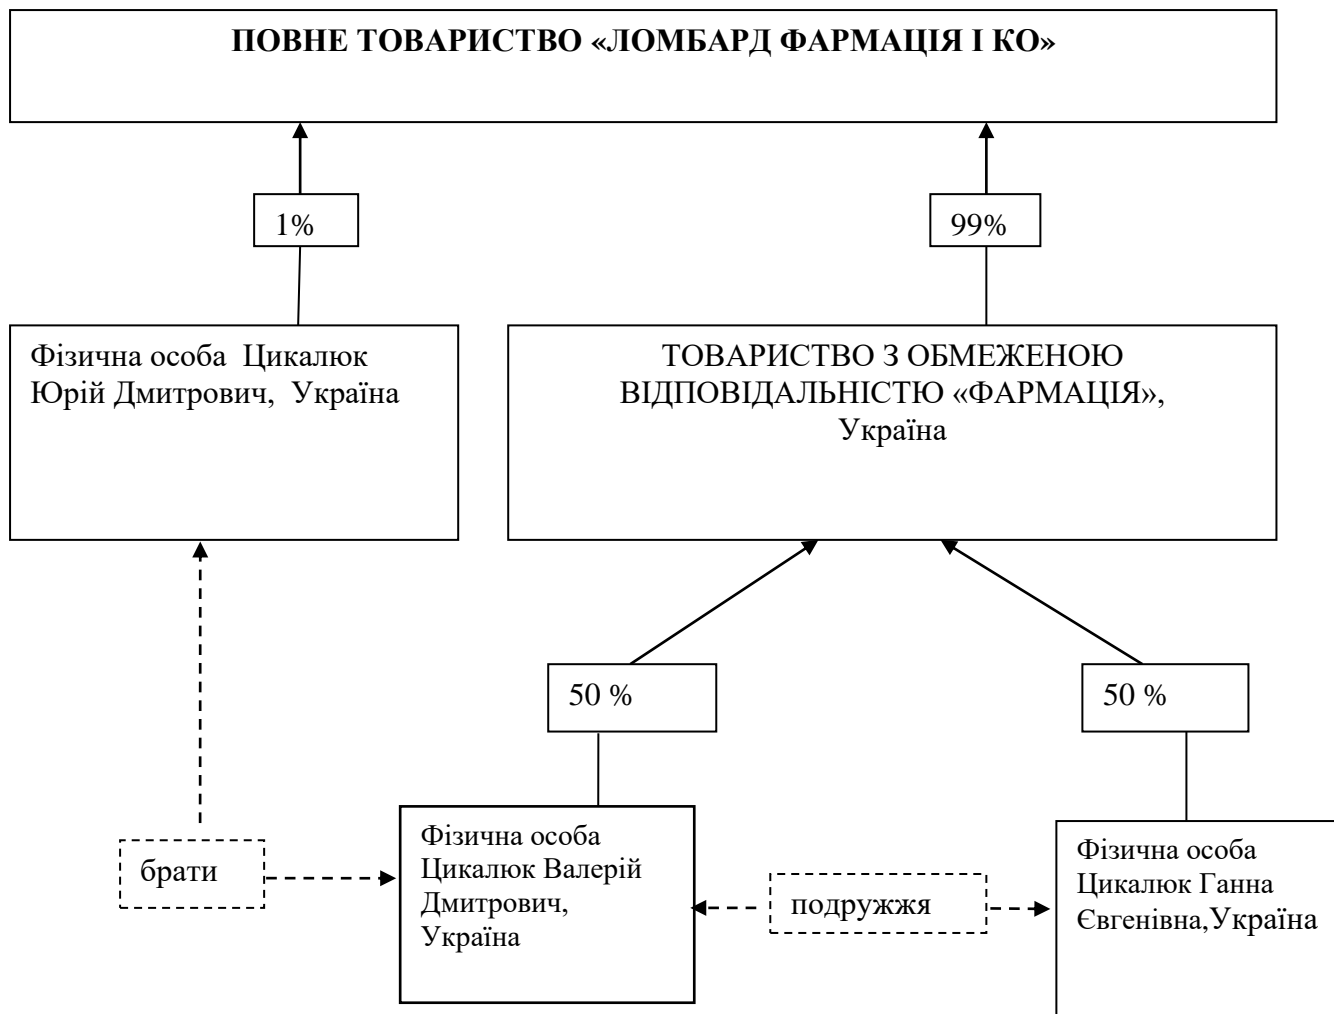 ПОВНЕ ТОВАРИСТВО «ЛОМБАРД ФАРМАЦІЯ І КО»
1%
99%
Фізична особа Цикалюк
Юрій Дмитрович, Україна
ТОВАРИСТВО З ОБМЕЖЕНОЮ
ВІДПОВІДАЛЬНІСТЮ «ФАРМАЦІЯ»,
Україна
50 %
50 %
брати
Фізична особа
Цикалюк Валерій
Дмитрович,
Україна
подружжя
Фізична особа
Цикалюк Ганна
Євгенівна,Україна